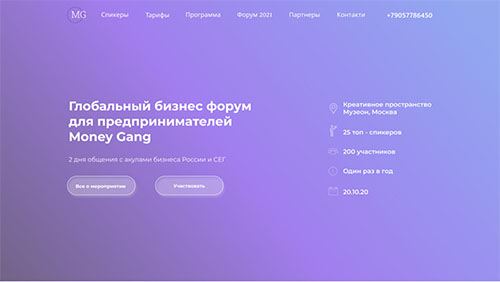 MG Спикеры Тарифы Программа Форум 2021 Партнеры Контакти +79057786450
Глобальный бизнес форум
для предпринимателей
Money Gang
2 дня общения с акулами бизнеса России и СЕГ
Все о мероприятии
Участвовать
Креативное пространство
Музеон, Москва
25 топ - спикеров
200 участников
Один раз в год
20.10.20